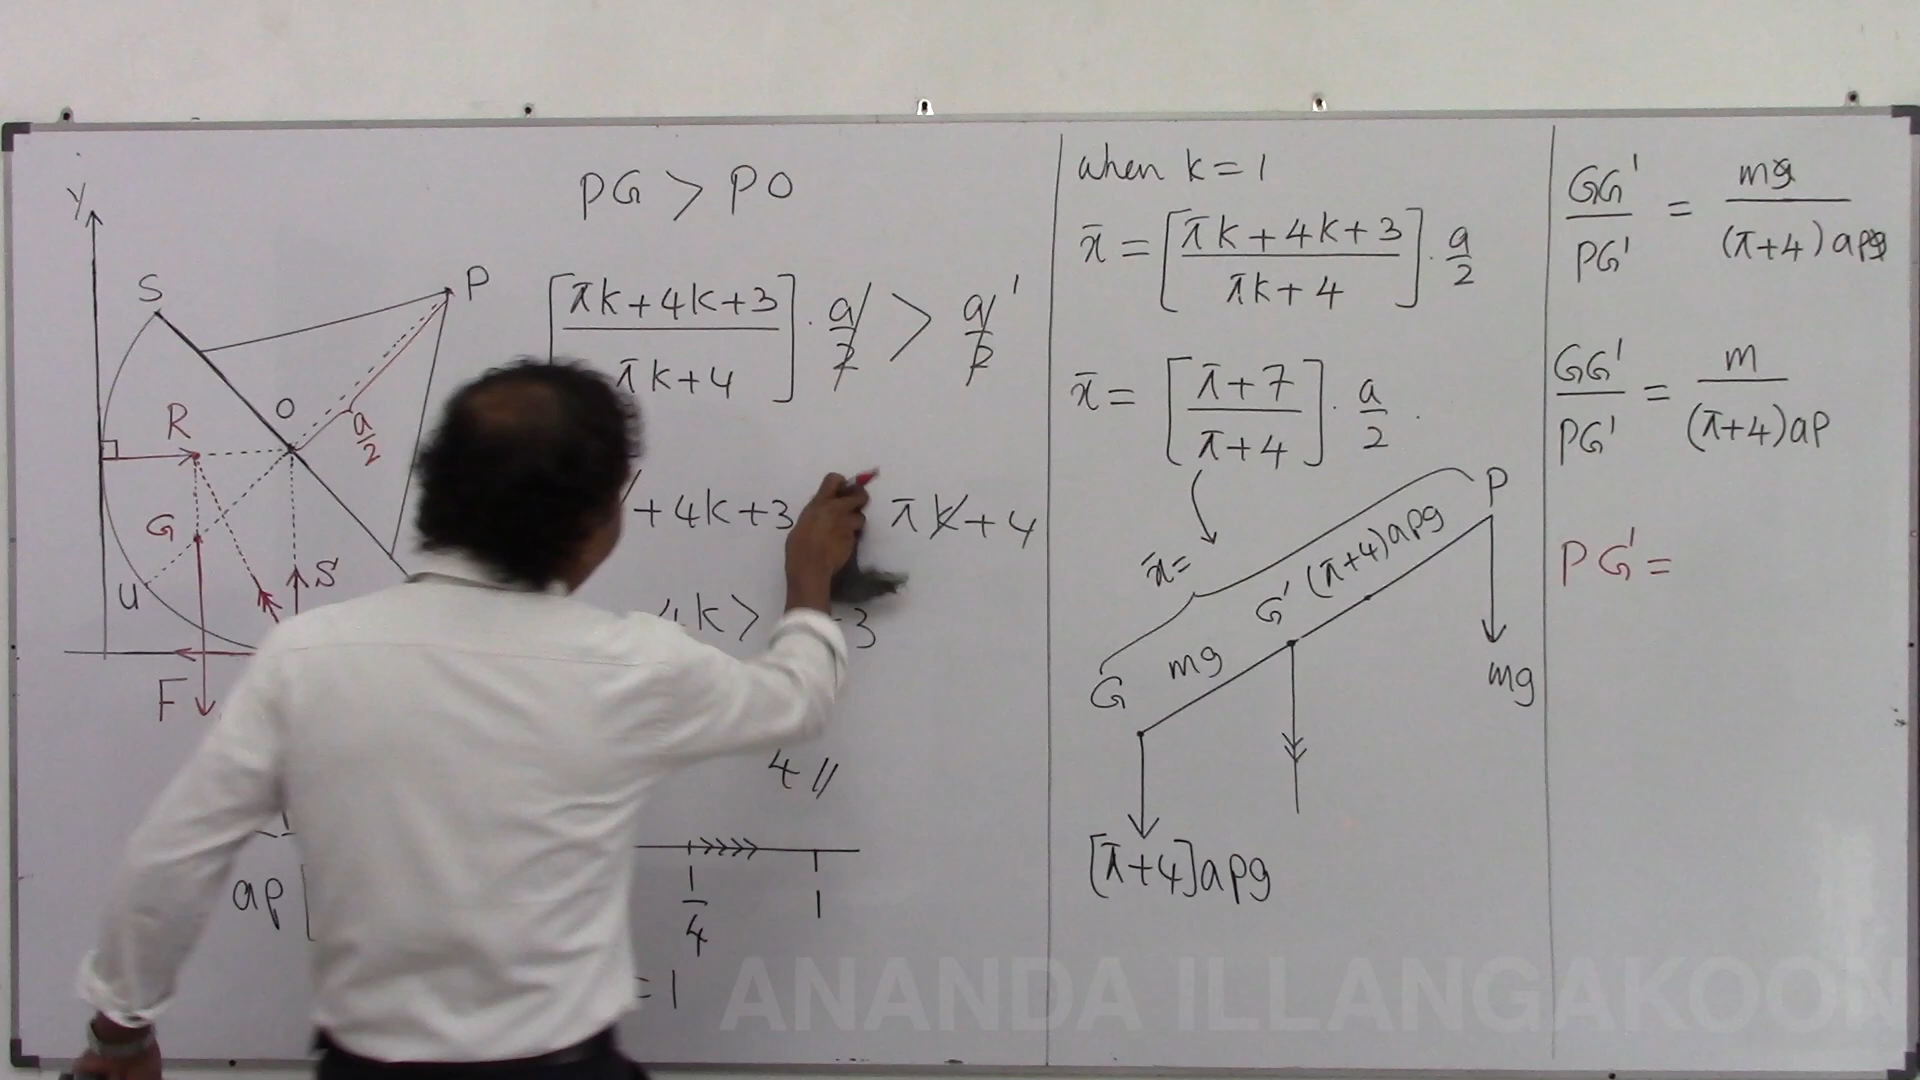 Y
S
P
O
R
a/2
G
u
S
F
ap [
PG > PO
[(πk+4k+3)/(πk+4)] · a/2 > a/2 '
+4k+3 πk+4
4k > -3
4 //
1/4 1
=1
when k = 1
x̄ = [(πk+4k+3)/(πk+4)] · a/2
x̄ = [(π+7)/(π+4)] · a/2 .
x̄ =
P
(π+4)apg
G'
mg
G
mg
[π+4]apg
GG'/PG' = mg/(π+4)apg
GG'/PG' = m/(π+4)ap
PG' =
ANANDA ILLANGAKOON